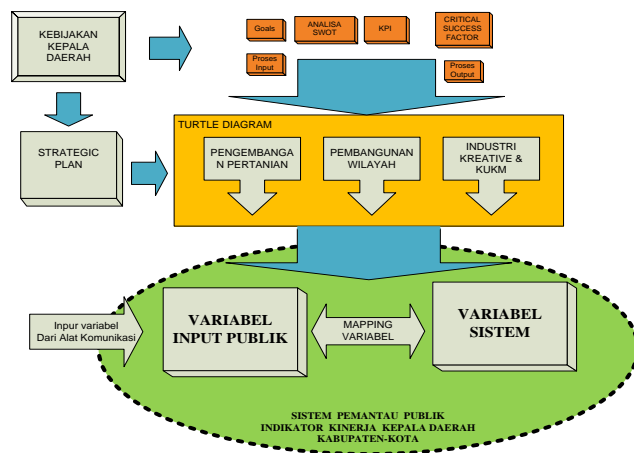 KEBIJAKAN
KEPALA
DAERAH
Goals
ANALISA
SWOT
KPI
CRITICAL
SUCCESS
FACTOR
Proses
Input
Proses
Output
STRATEGIC
PLAN
TURTLE DIAGRAM
PENGEMBANGA
N PERTANIAN
PEMBANGUNAN
WILAYAH
INDUSTRI
KREATIVE &
KUKM
Inpur variabel
Dari Alat Komunikasi
VARIABEL
INPUT PUBLIK
MAPPING
VARIABEL
VARIABEL
SISTEM
SISTEM PEMANTAU PUBLIK
INDIKATOR KINERJA KEPALA DAERAH
KABUPATEN-KOTA